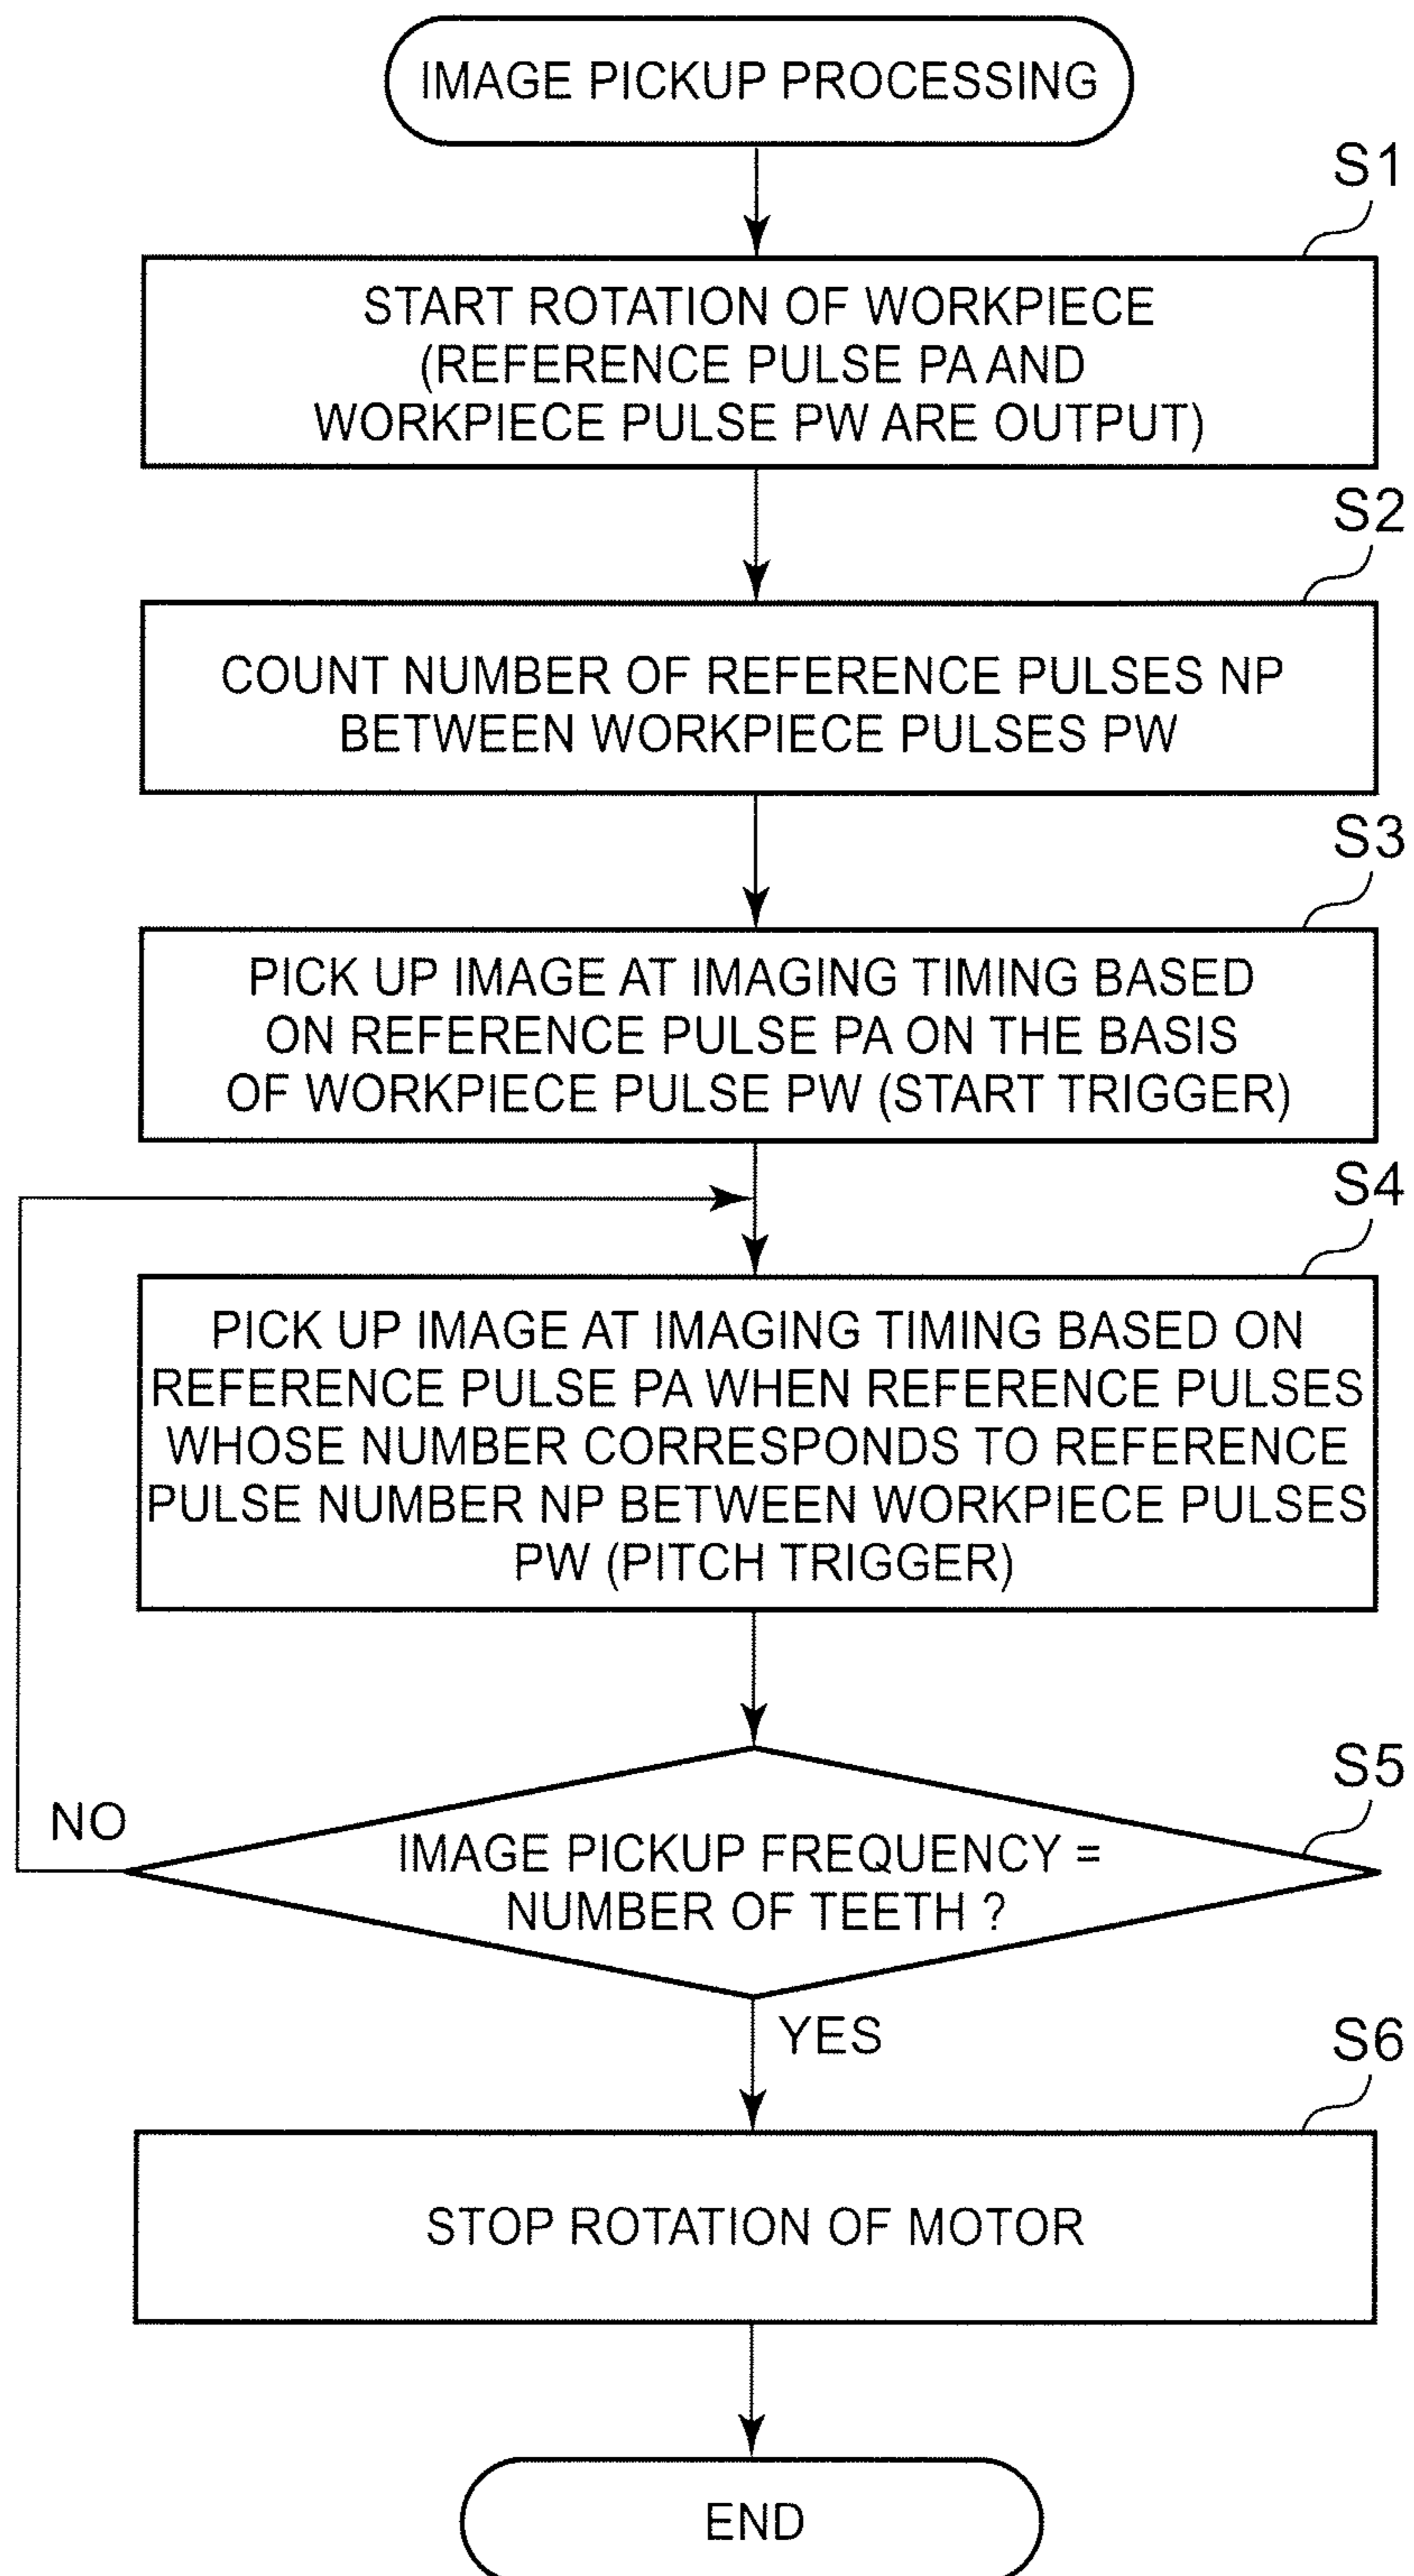 IMAGE PICKUP PROCESSING
S1
START ROTATION OF WORKPIECE
(REFERENCE PULSE PA AND
WORKPIECE PULSE PW ARE OUTPUT)
S2
COUNT NUMBER OF REFERENCE PULSES NP
BETWEEN WORKPIECE PULSES PW
S3
PICK UP IMAGE AT IMAGING TIMING BASED
ON REFERENCE PULSE PA ON THE BASIS
OF WORKPIECE PULSE PW (START TRIGGER)
S4
PICK UP IMAGE AT IMAGING TIMING BASED ON
REFERENCE PULSE PA WHEN REFERENCE PULSES
WHOSE NUMBER CORRESPONDS TO REFERENCE
PULSE NUMBER NP BETWEEN WORKPIECE PULSES
PW (PITCH TRIGGER)
S5
NO
IMAGE PICKUP FREQUENCY =
NUMBER OF TEETH ?
YES
S6
STOP ROTATION OF MOTOR
END